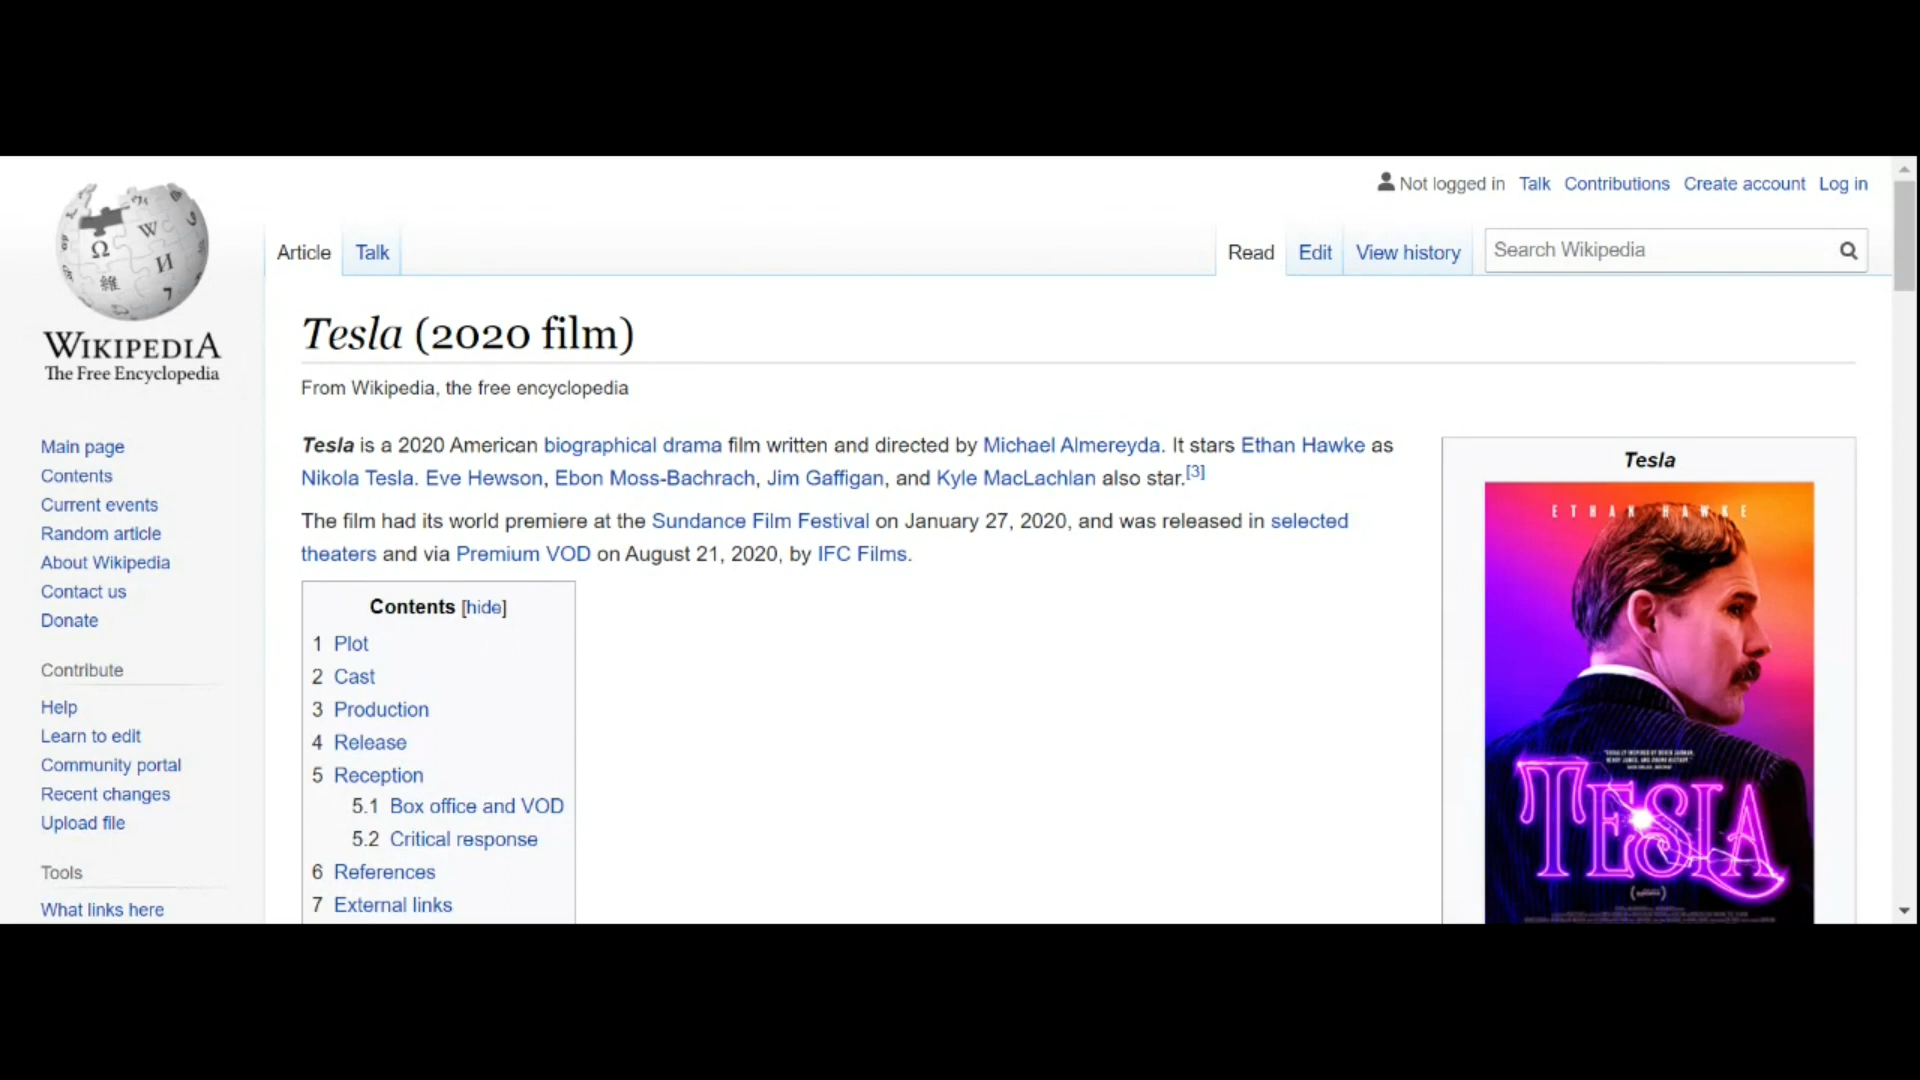 Not logged in Talk Contributions Create account Log in
Article Talk
Read Edit View history
Search Wikipedia
WIKIPEDIA
The Free Encyclopedia
Main page
Contents
Current events
Random article
About Wikipedia
Contact us
Donate
Contribute
Help
Learn to edit
Community portal
Recent changes
Upload file
Tools
What links here
Tesla (2020 film)
From Wikipedia, the free encyclopedia
Tesla is a 2020 American biographical drama film written and directed by Michael Almereyda. It stars Ethan Hawke as
Nikola Tesla. Eve Hewson, Ebon Moss-Bachrach, Jim Gaffigan, and Kyle MacLachlan also star.[3]
The film had its world premiere at the Sundance Film Festival on January 27, 2020, and was released in selected
theaters and via Premium VOD on August 21, 2020, by IFC Films.
Contents [hide]
1 Plot
2 Cast
3 Production
4 Release
5 Reception
5.1 Box office and VOD
5.2 Critical response
6 References
7 External links
Tesla
ETHAN HAWKE
TESLA